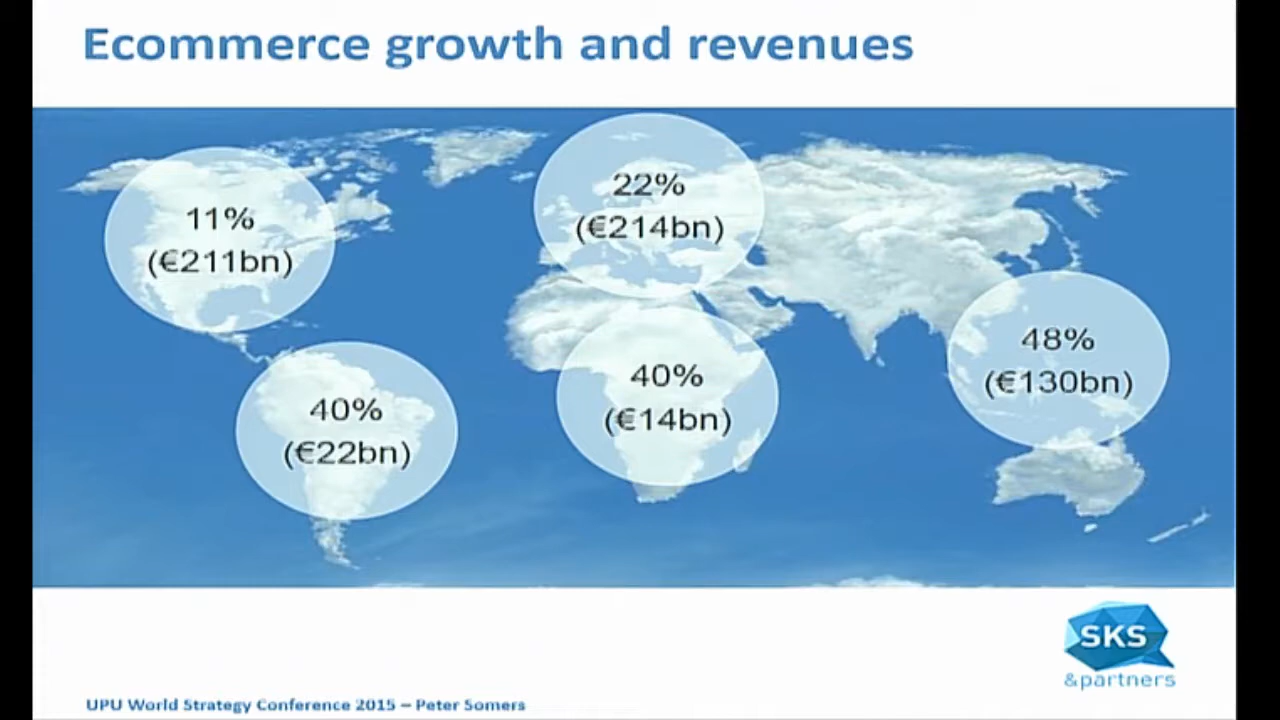 Ecommerce growth and revenues
11%
(€211bn)
22%
(€214bn)
40%
(€22bn)
40%
(€14bn)
48%
(€130bn)
SKS
&partners
UPU World Strategy Conference 2015 – Peter Somers